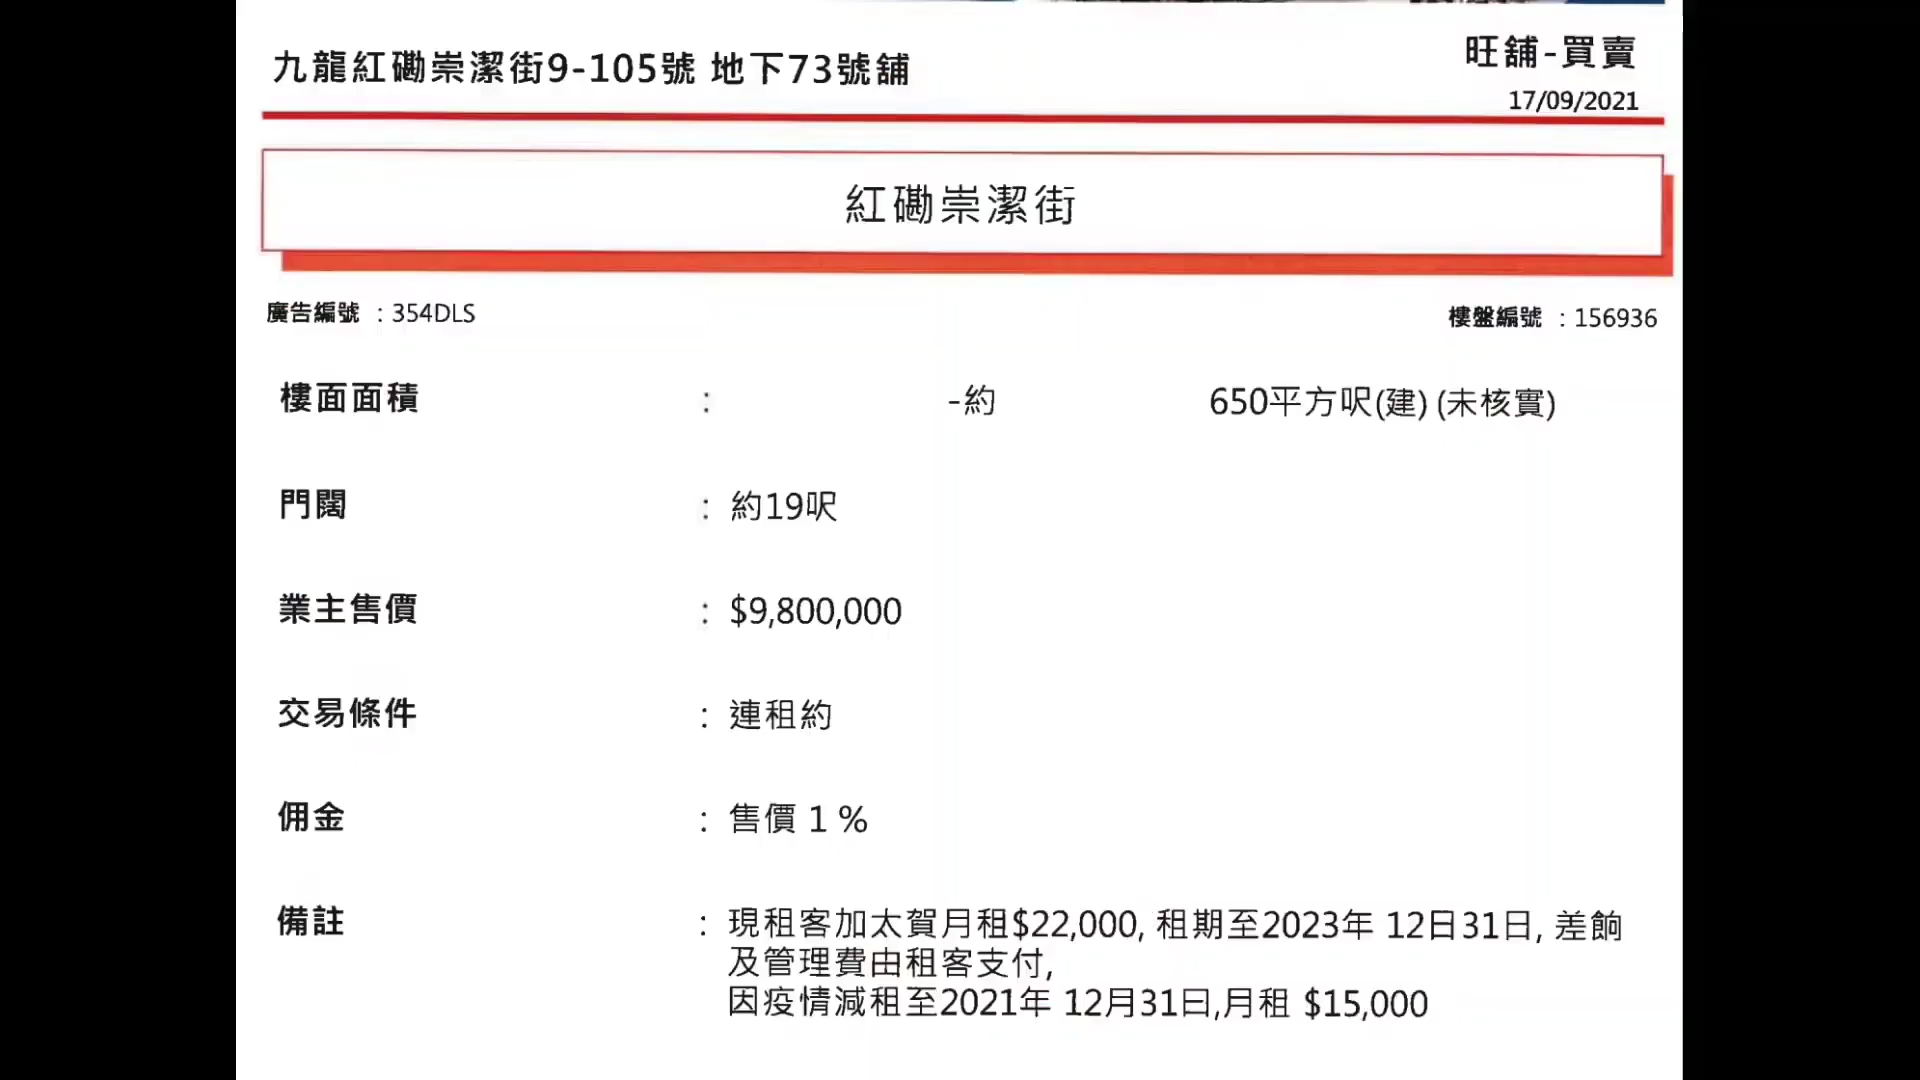 九龍紅磡崇潔街9-105號 地下73號舖
旺舖-買賣
17/09/2021
紅磡崇潔街
廣告編號 : 354DLS
樓盤編號 : 156936
樓面面積 : -約 650平方呎(建) (未核實)
門闊 : 約19呎
業主售價 : $9,800,000
交易條件 : 連租約
佣金 : 售價 1 %
備註 : 現租客加太賀月租$22,000, 租期至2023年 12日31日, 差餉
及管理費由租客支付,
因疫情減租至2021年 12月31日,月租 $15,000